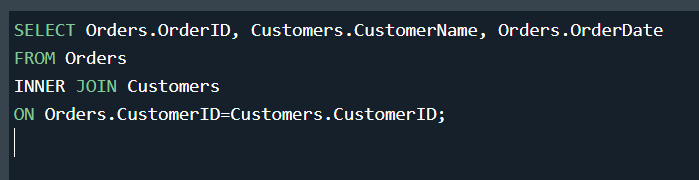 SELECT Orders.OrderID, Customers.CustomerName, Orders.OrderDate
FROM Orders
INNER JOIN Customers
ON Orders.CustomerID=Customers.CustomerID;